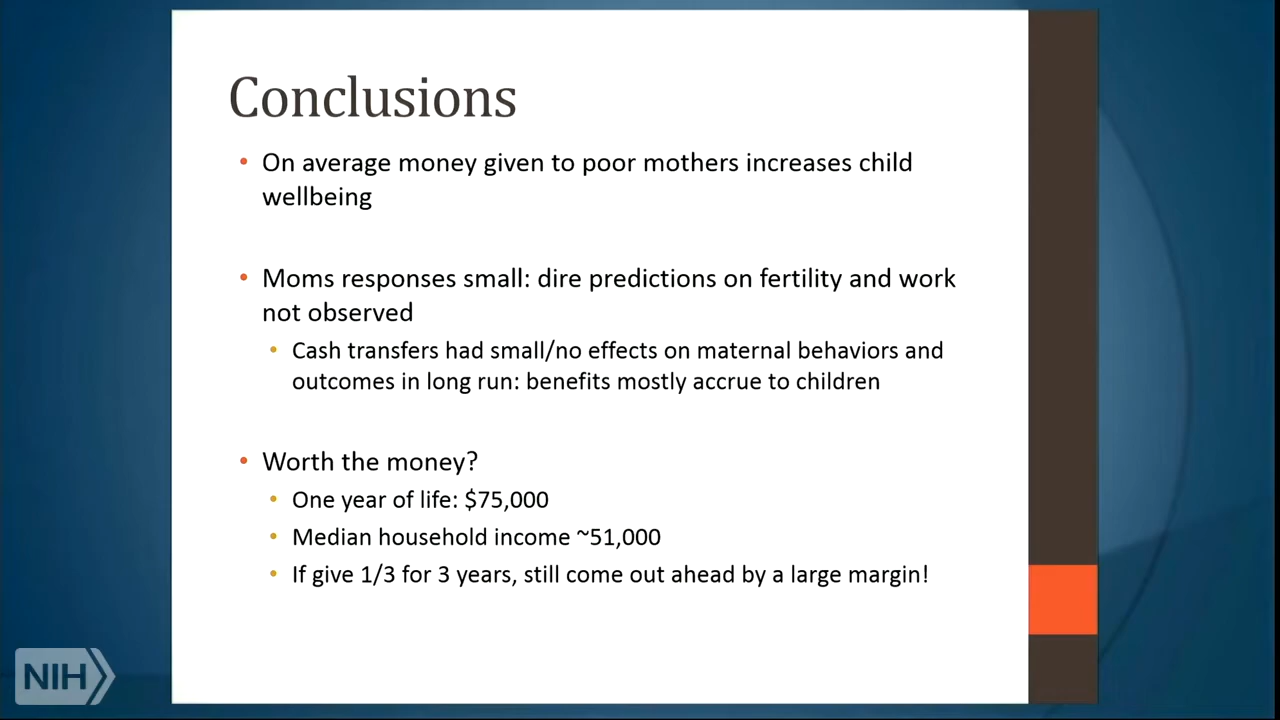 Conclusions
• On average money given to poor mothers increases child
wellbeing
• Moms responses small: dire predictions on fertility and work
not observed
• Cash transfers had small/no effects on maternal behaviors and
outcomes in long run: benefits mostly accrue to children
• Worth the money?
• One year of life: $75,000
• Median household income ~51,000
• If give 1/3 for 3 years, still come out ahead by a large margin!
NIH